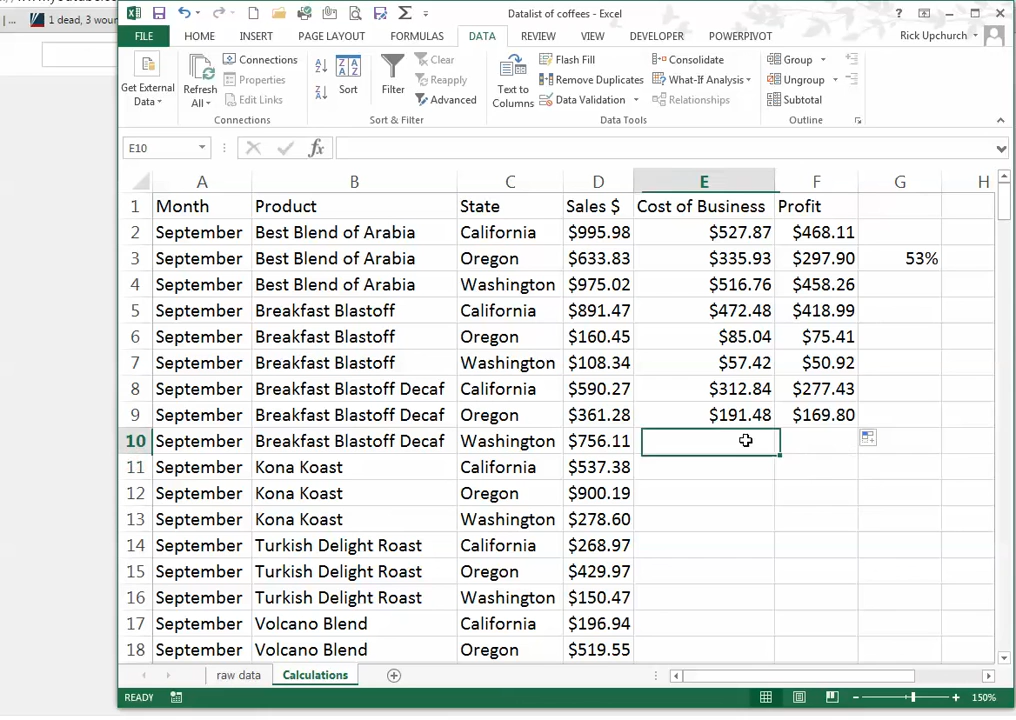 1 dead, 3 wour
Datalist of coffees - Excel
FILE HOME INSERT PAGE LAYOUT FORMULAS DATA REVIEW VIEW DEVELOPER POWERPIVOT Rick Upchurch
Get External Data
Refresh All
Connections
Properties
Edit Links
Connections
Sort
Filter
Clear
Reapply
Advanced
Sort & Filter
Text to Columns
Flash Fill
Remove Duplicates
Data Validation
Consolidate
What-If Analysis
Relationships
Data Tools
Group
Ungroup
Subtotal
Outline
E10 fx
A B C D E F G H
1 Month Product State Sales $ Cost of Business Profit
2 September Best Blend of Arabia California $995.98 $527.87 $468.11
3 September Best Blend of Arabia Oregon $633.83 $335.93 $297.90 53%
4 September Best Blend of Arabia Washington $975.02 $516.76 $458.26
5 September Breakfast Blastoff California $891.47 $472.48 $418.99
6 September Breakfast Blastoff Oregon $160.45 $85.04 $75.41
7 September Breakfast Blastoff Washington $108.34 $57.42 $50.92
8 September Breakfast Blastoff Decaf California $590.27 $312.84 $277.43
9 September Breakfast Blastoff Decaf Oregon $361.28 $191.48 $169.80
10 September Breakfast Blastoff Decaf Washington $756.11
11 September Kona Koast California $537.38
12 September Kona Koast Oregon $900.19
13 September Kona Koast Washington $278.60
14 September Turkish Delight Roast California $268.97
15 September Turkish Delight Roast Oregon $429.97
16 September Turkish Delight Roast Washington $150.47
17 September Volcano Blend California $196.94
18 September Volcano Blend Oregon $519.55
raw data Calculations
READY 150%